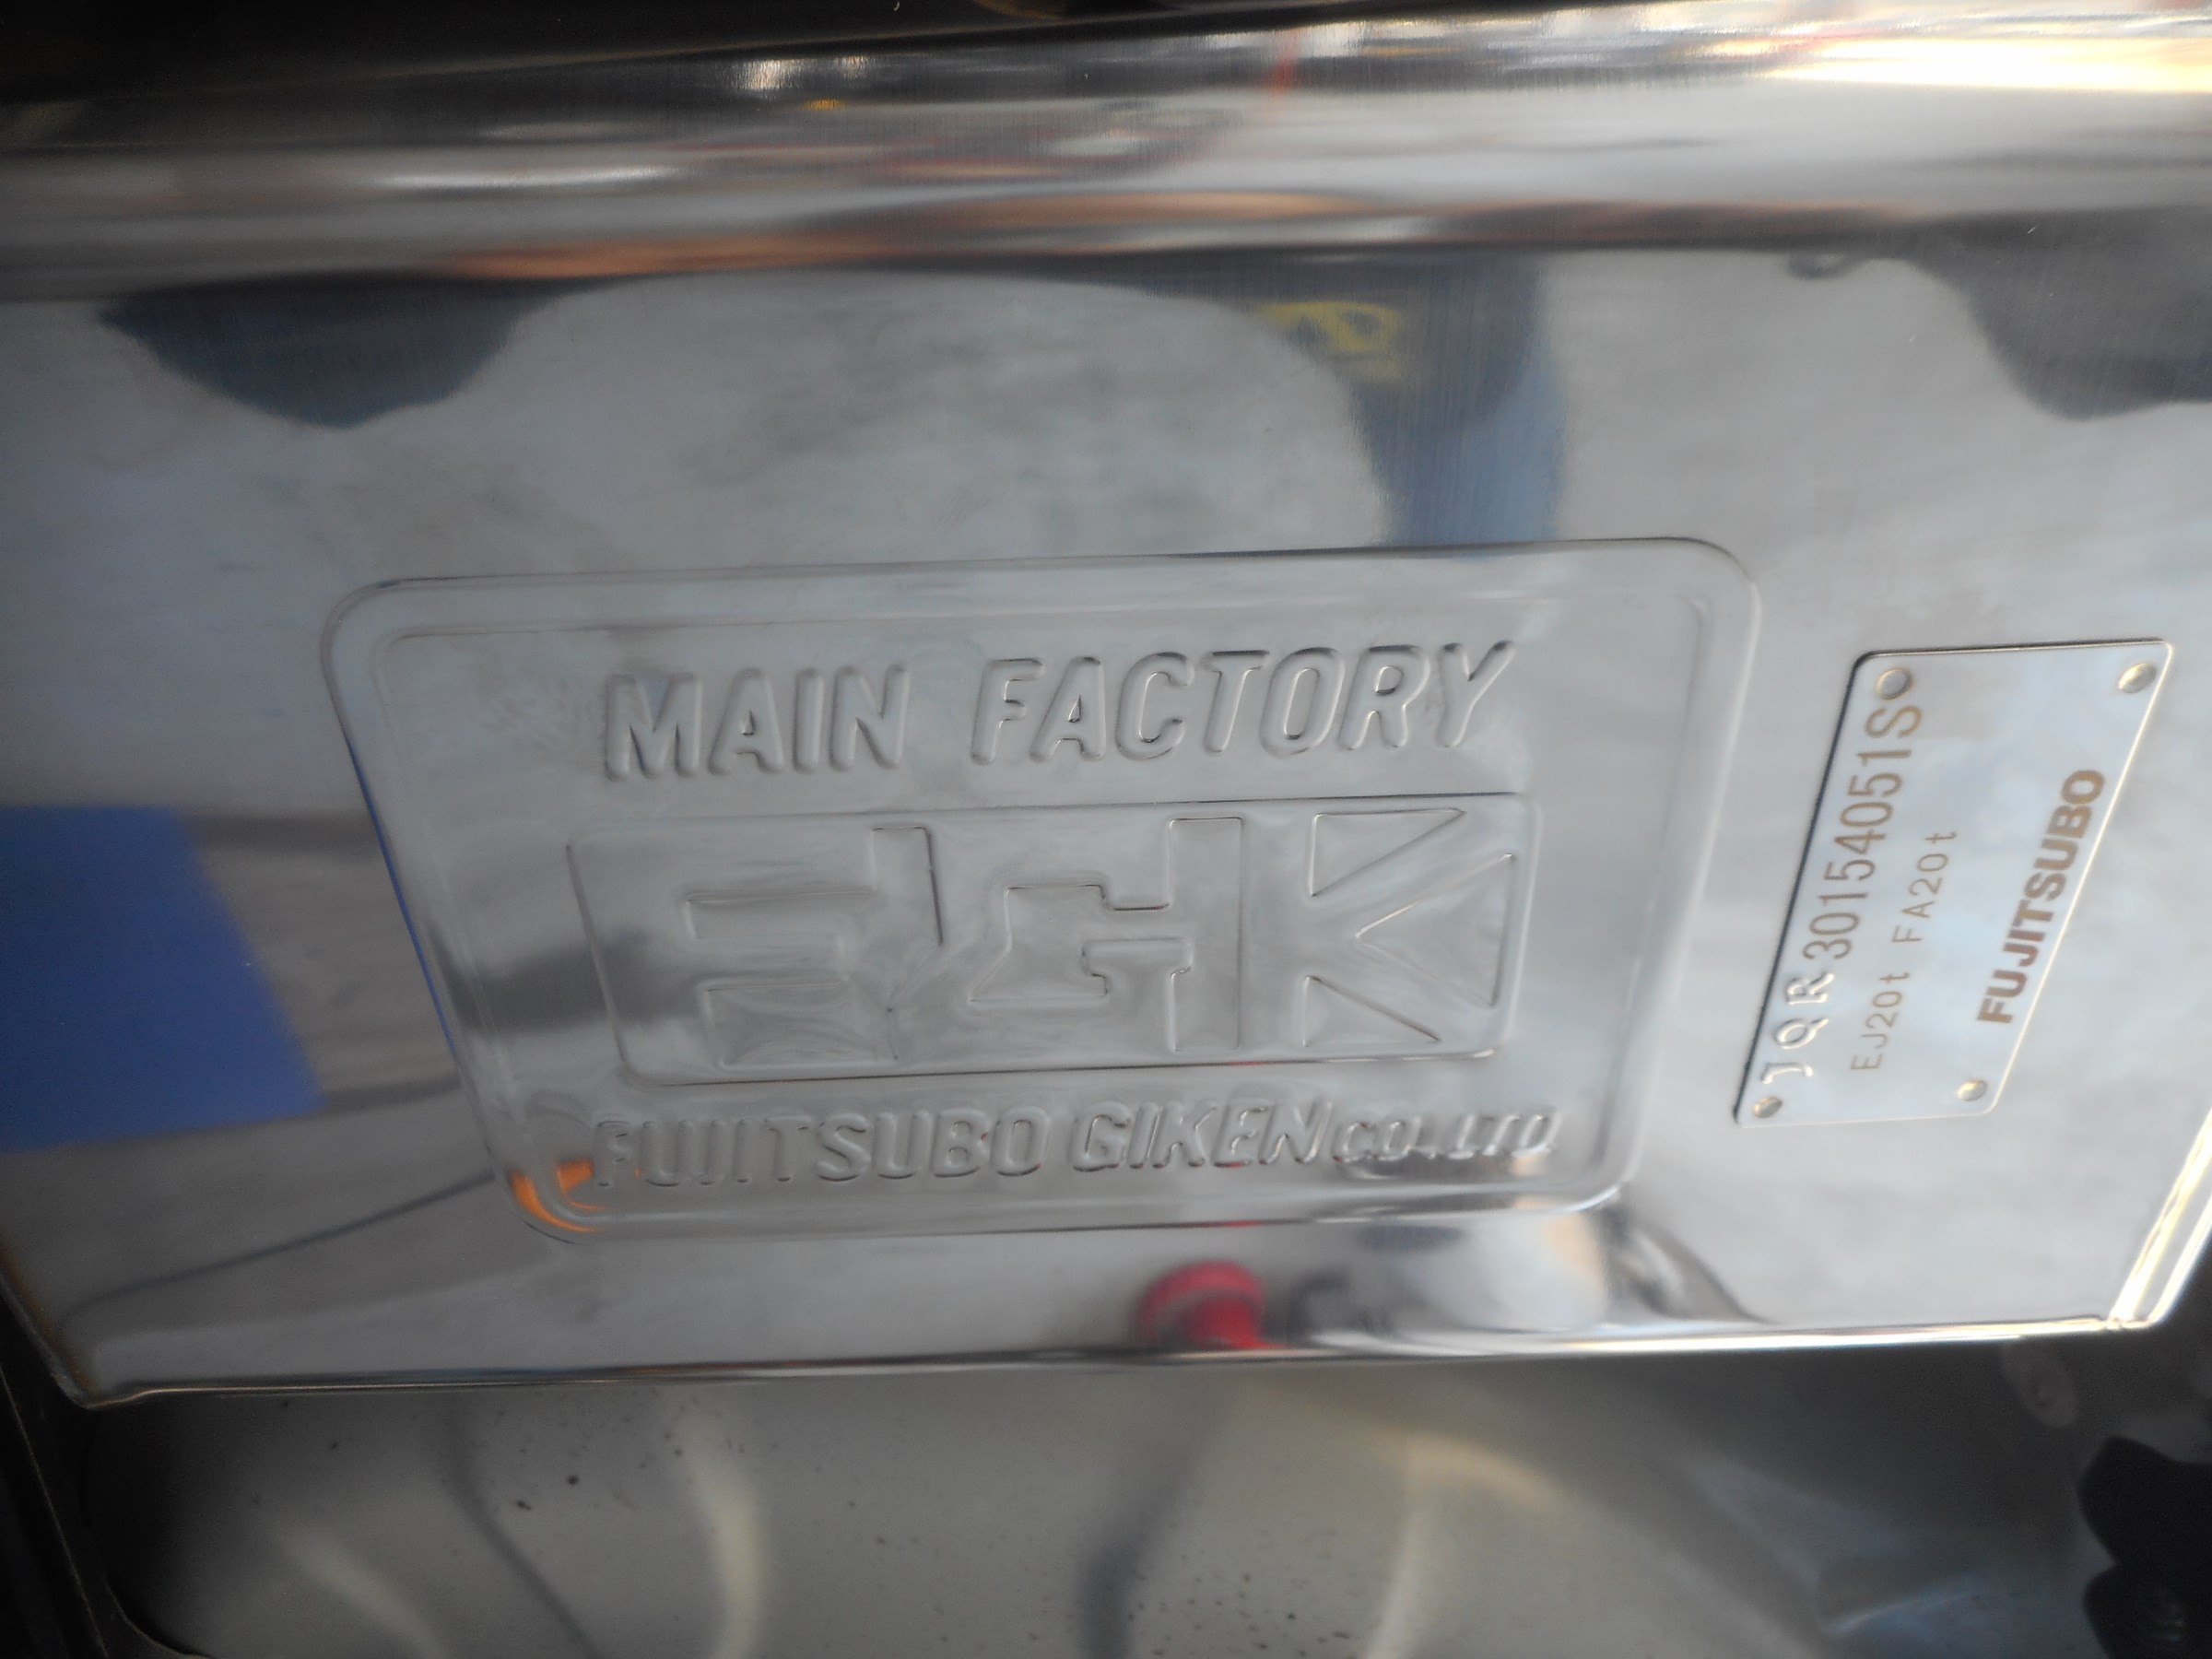 MAIN FACTORY
FGK
FUJITSUBO GIKEN CO.,LTD.
JQR 30154051S
EJ20t FA20t
FUJITSUBO